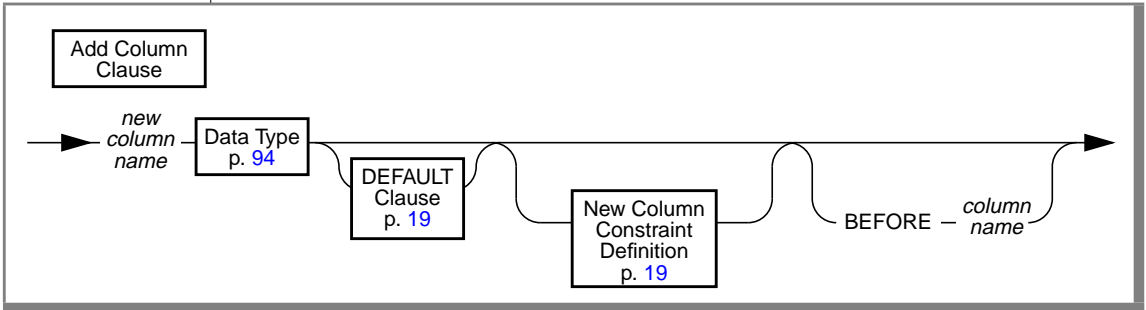 Add Column
Clause
new
column
name
Data Type
p. 94
DEFAULT
Clause
p. 19
New Column
Constraint
Definition
p. 19
BEFORE
column
name